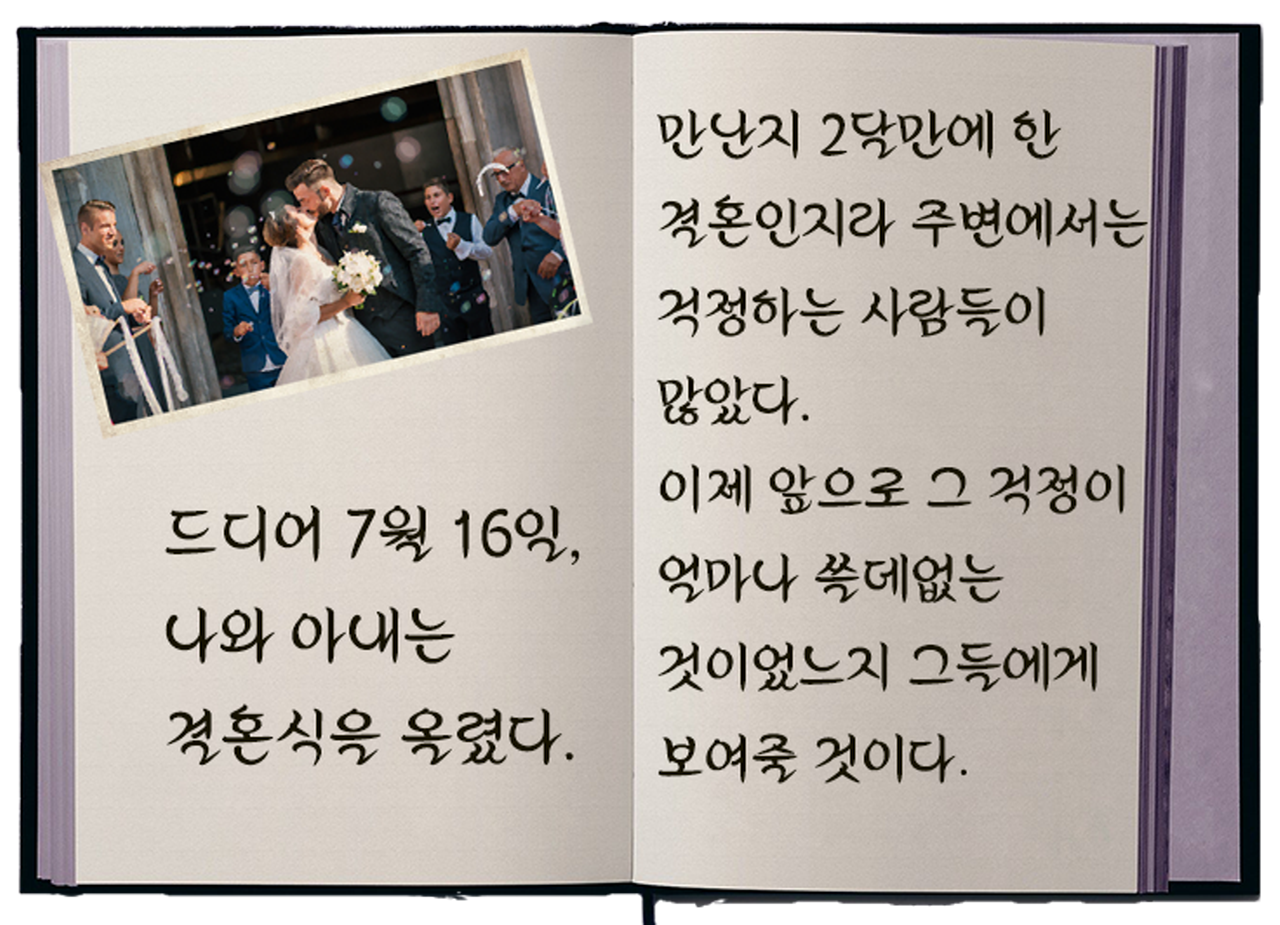 드디어 7월 16일,
나와 아내는
결혼식을 올렸다.
만난지 2달만에 한
결혼인지라 주변에서는
걱정하는 사람들이
많았다.
이제 앞으로 그 걱정이
얼마나 쓸데없는
것이었느지 그들에게
보여줄 것이다.